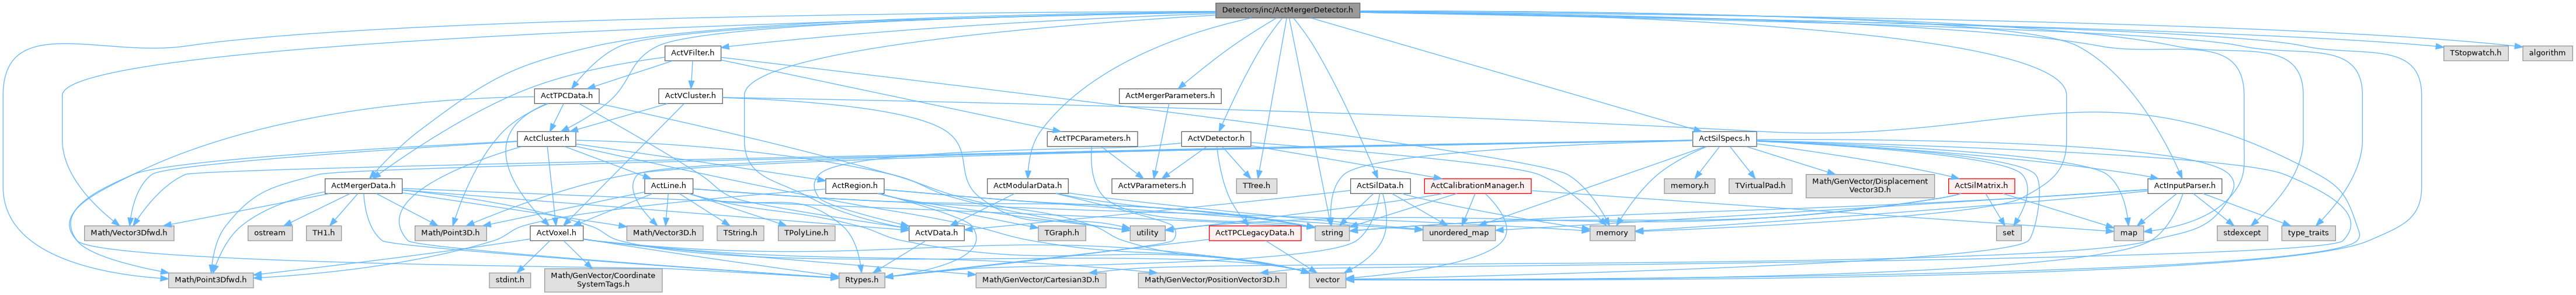 Detectors/inc/ActMergerDetector.h
ActVFilter.h
TStopwatch.h
algorithm
ActTPCData.h
ActVCluster.h
ActMergerParameters.h
ActCluster.h
ActTPCParameters.h
ActVDetector.h
ActSilSpecs.h
ActMergerData.h
ActLine.h
ActRegion.h
ActModularData.h
ActVParameters.h
TTree.h
ActSilData.h
ActCalibrationManager.h
memory.h
TVirtualPad.h
Math/GenVector/Displacement
Vector3D.h
ActSilMatrix.h
ActInputParser.h
Math/Vector3Dfwd.h
ostream
TH1.h
Math/Point3D.h
ActVoxel.h
Math/Vector3D.h
TString.h
TPolyLine.h
ActVData.h
TGraph.h
utility
ActTPCLegacyData.h
string
unordered_map
memory
set
map
stdexcept
type_traits
Math/Point3Dfwd.h
stdint.h
Math/GenVector/Coordinate
SystemTags.h
Rtypes.h
Math/GenVector/Cartesian3D.h
Math/GenVector/PositionVector3D.h
vector